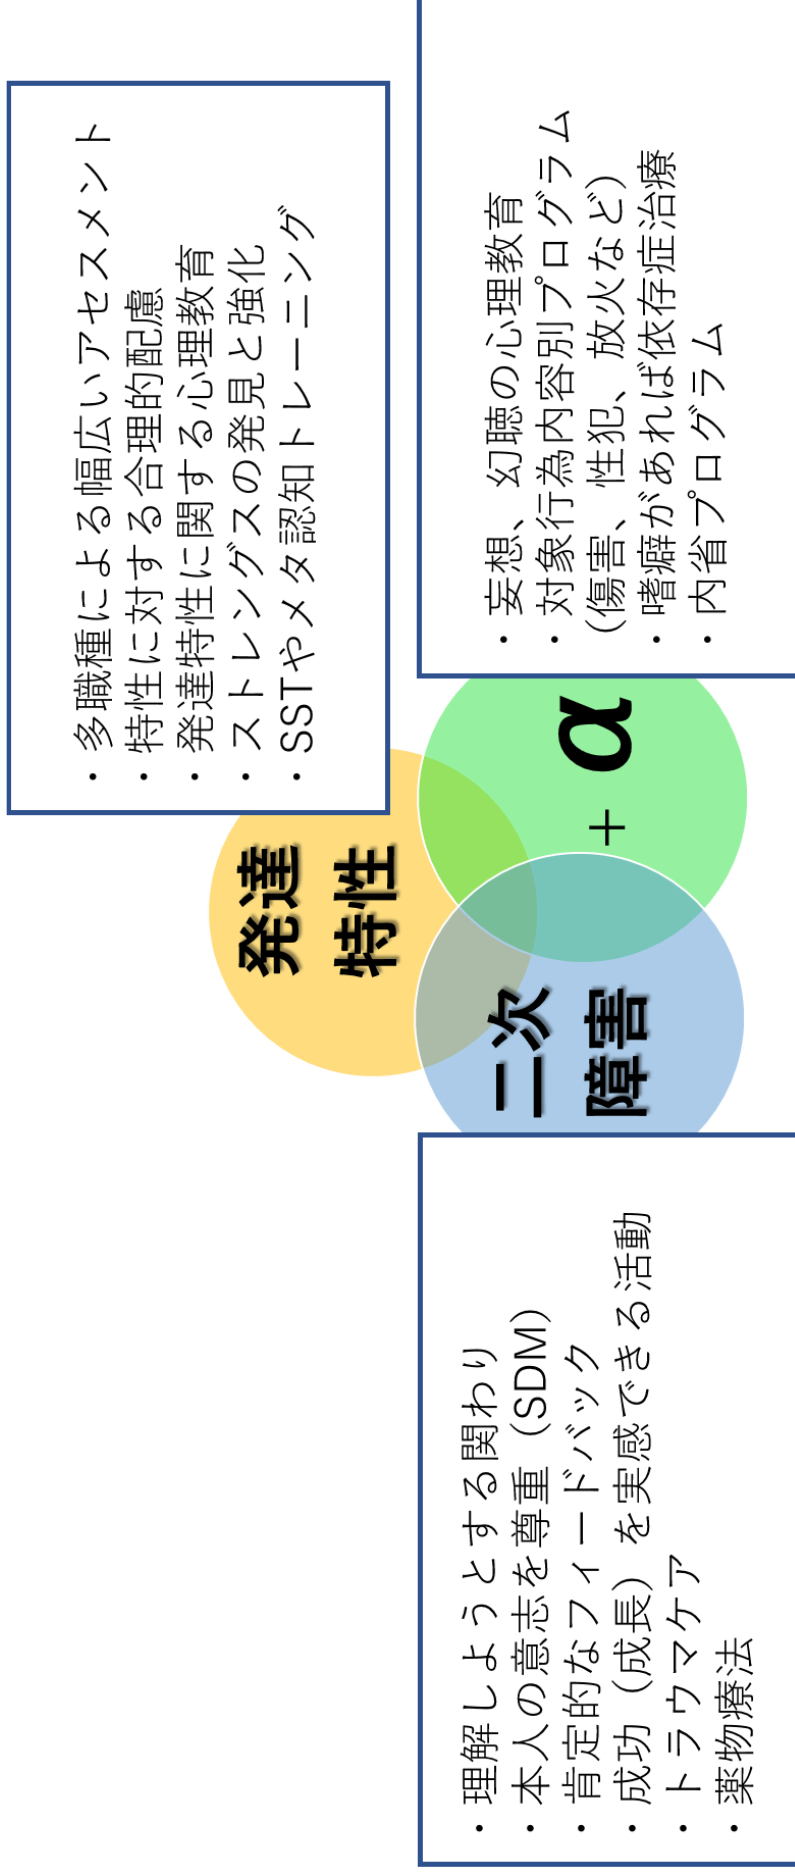 ・多職種による幅広いアセスメント
・特性に対する合理的配慮
・発達特性に関する心理教育
・ストレングスの発見と強化
・SSTやメタ認知トレーニング
発達
特性
二次
障害
+ α
・理解しようとする関わり
・本人の意志を尊重（SDM）
・肯定的なフィードバック
・成功（成長）を実感できる活動
・トラウマケア
・薬物療法
・妄想、幻聴の心理教育
・対象行為内容別プログラム
（傷害、性犯、放火など）
・嗜癖があれば依存症治療
・内省プログラム